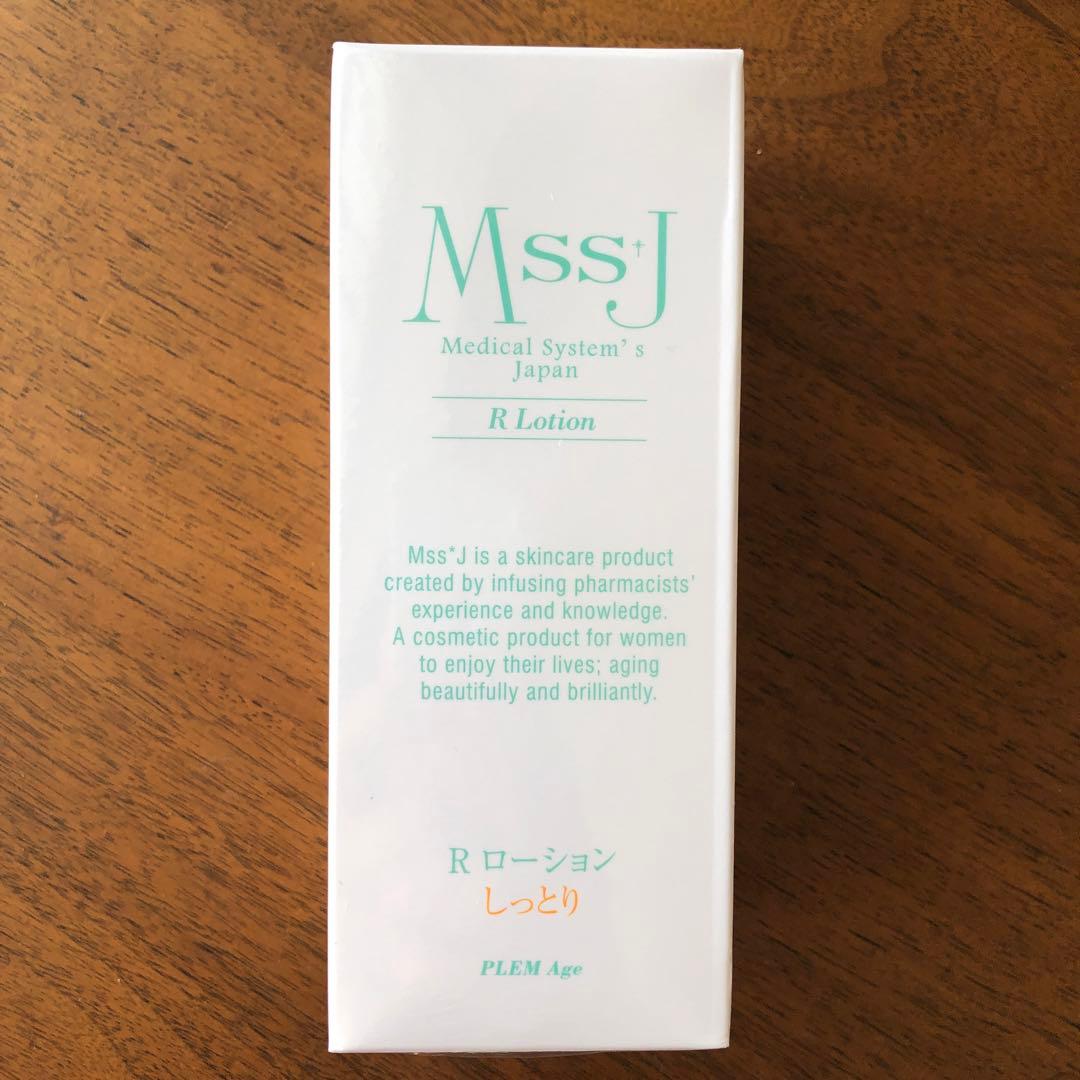 Mss✝J
Medical System's
Japan
R Lotion
Mss*J is a skincare product
created by infusing pharmacists'
experience and knowledge.
A cosmetic product for women
to enjoy their lives; aging
beautifully and brilliantly.
R ローション
しっとり
PLEM Age